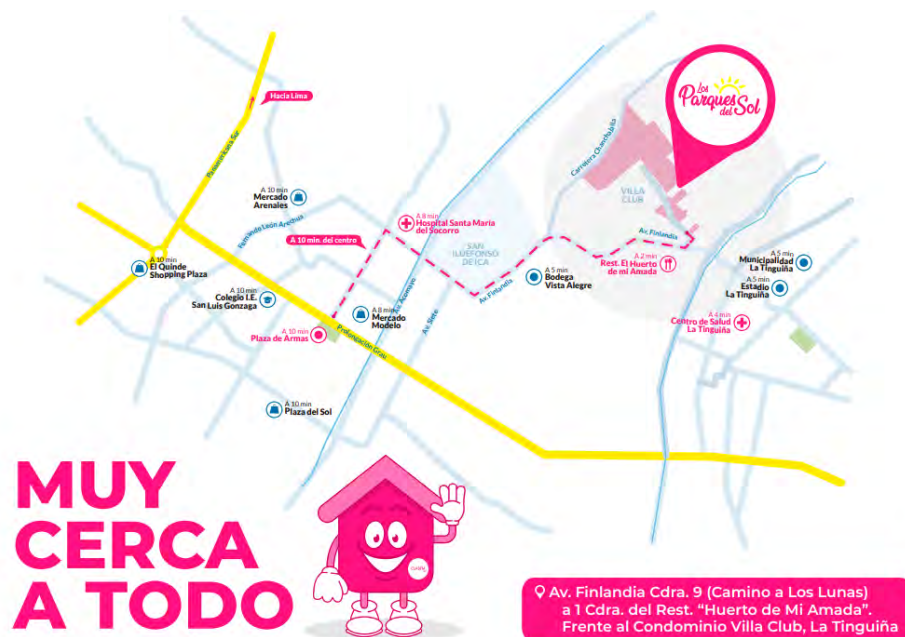 Los
Parques
del Sol
Hacia Lima
Panamericana Sur
Carretera Chanchajalla
A 10 min
Mercado
Arenales
Fernando León Arechua
A 8 min
Hospital Santa María
del Socorro
A 10 min. del centro
VILLA
CLUB
Av. Finlandia
SAN
ILDEFONSO
DE ICA
A 10 min
El Quinde
Shopping Plaza
A 2 min
Rest. El Huerto
de mi Amada
A 5 min
Municipalidad
La Tinguiña
A 5 min
Bodega
Vista Alegre
A 5 min
Estadio
La Tinguiña
A 10 min
Colegio I.E.
San Luis Gonzaga
Av. Finlandia
Av. Siete
A 8 min
Mercado
Modelo
A 4 min
Centro de Salud
La Tinguiña
A 10 min
Plaza de Armas
Prolongación Grau
A 10 min
Plaza del Sol
MUY
CERCA
A TODO
Av. Finlandia Cdra. 9 (Camino a Los Lunas)
a 1 Cdra. del Rest. “Huerto de Mi Amada”.
Frente al Condominio Villa Club, La Tinguiña